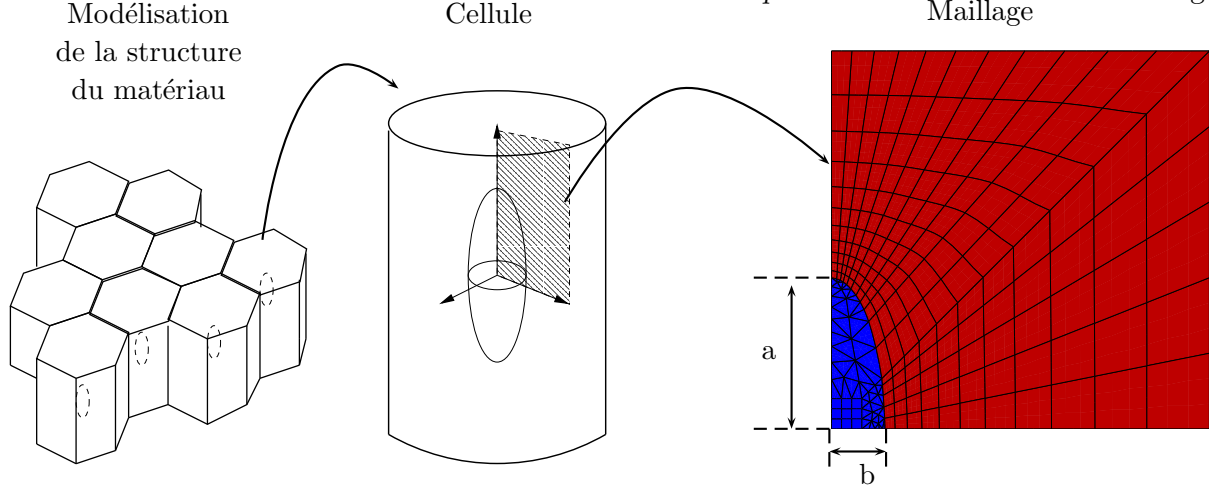 Modélisation
de la structure
du matériau
Cellule
Maillage
a
b